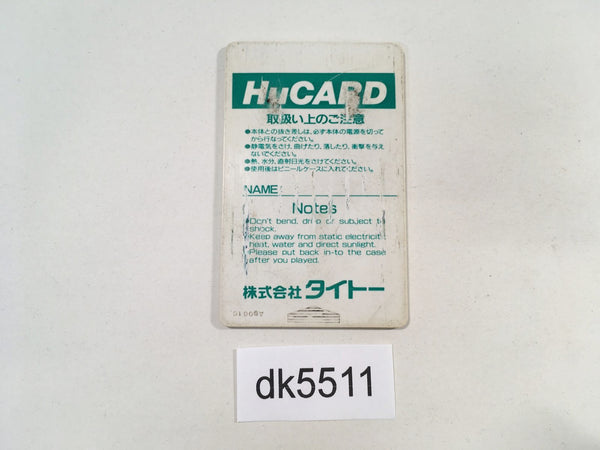 HuCARD
取扱い上のご注意
●本体との抜き差しは、必ず本体の電源を切って
から行なってください。
●静電気をさけ、曲げたり、落したり、衝撃を与え
ないでください。
●熱、水分、直射日光をさけてください。
●使用後はビニールケースに入れてください。
NAME
Notes
●Don't bend, drop or subject to
shock.
Keep away from static electricit
heat, water and direct sunlight.
Please put back in-to the case
after you played.
株式会社 タイトー
dk5511